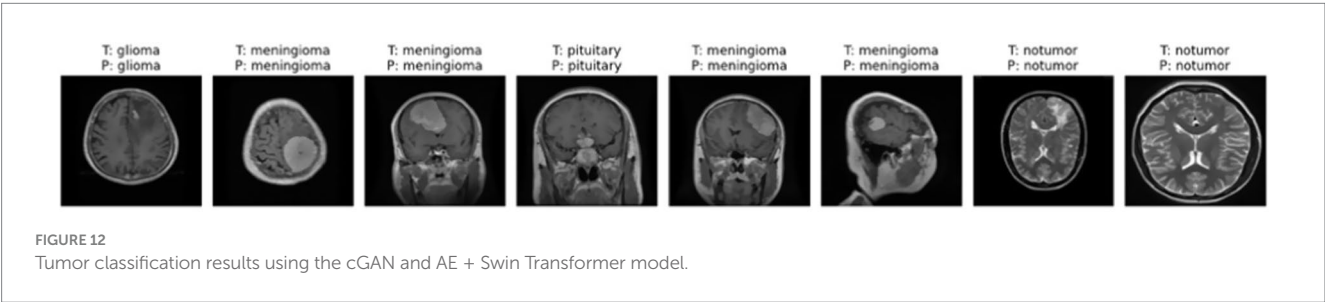 T: glioma
P: glioma
T: meningioma
P: meningioma
T: meningioma
P: meningioma
T: pituitary
P: pituitary
T: meningioma
P: meningioma
T: meningioma
P: meningioma
T: notumor
P: notumor
T: notumor
P: notumor
FIGURE 12
Tumor classification results using the cGAN and AE + Swin Transformer model.